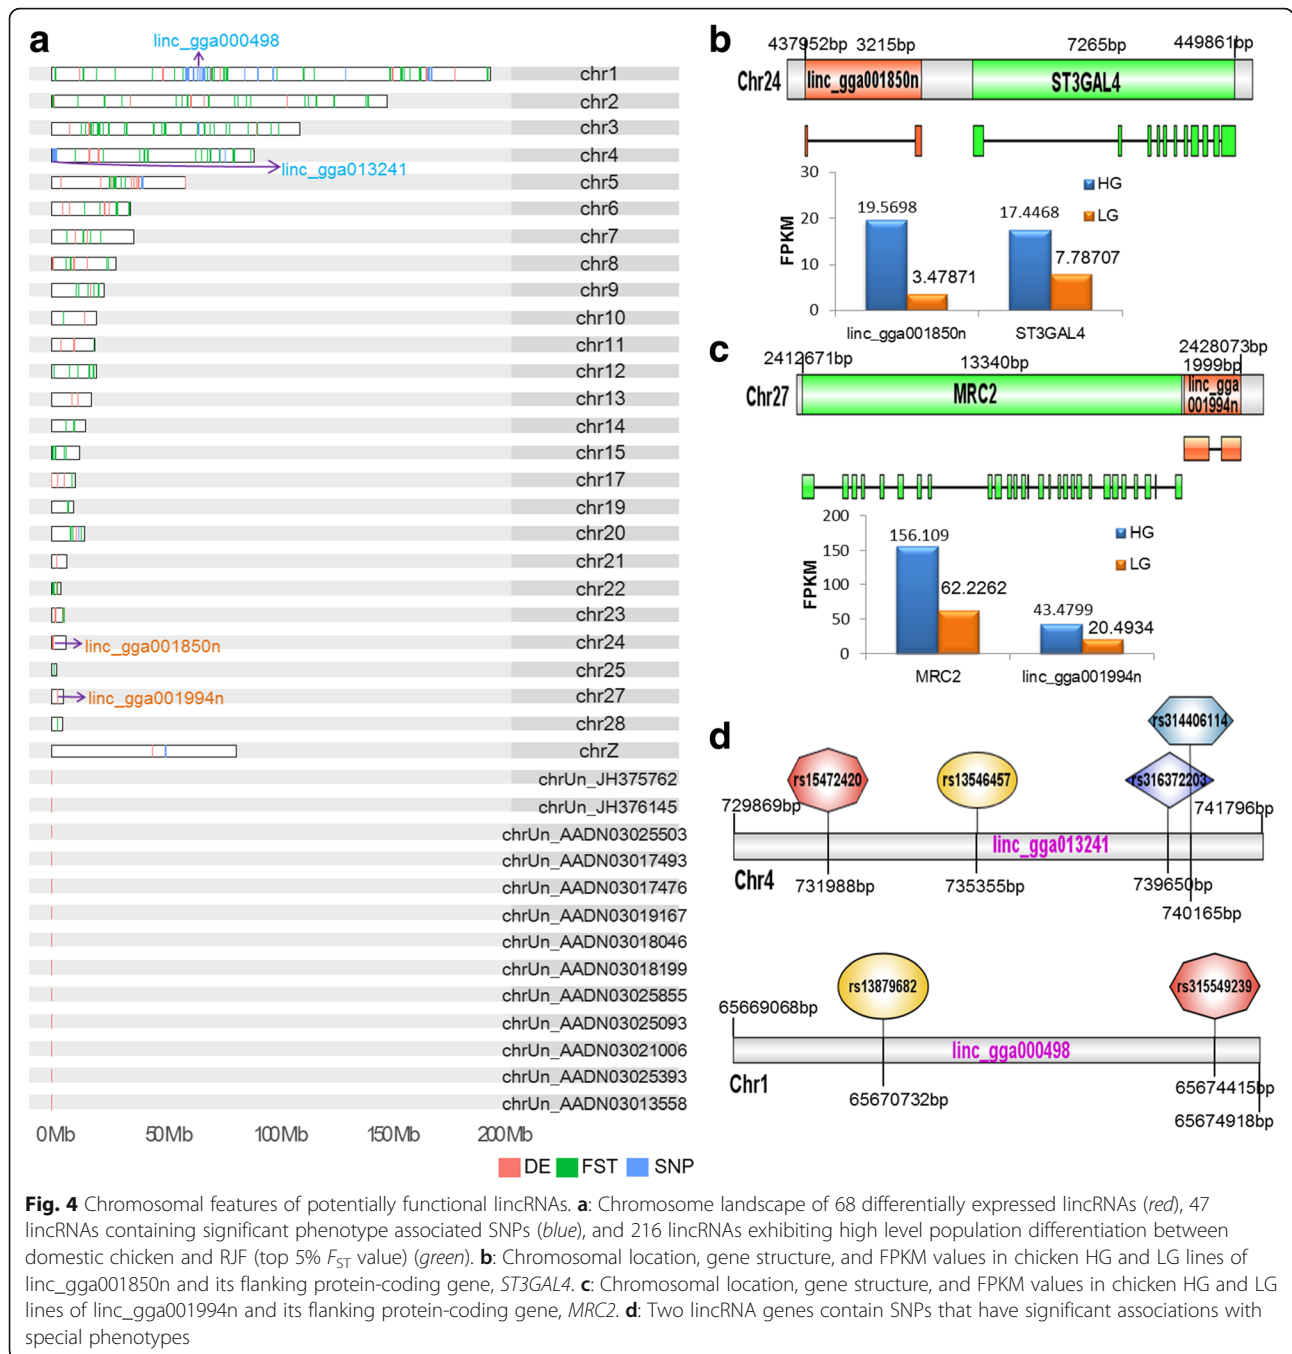 a
linc_gga000498
chr1
chr2
chr3
chr4
linc_gga013241
chr5
chr6
chr7
chr8
chr9
chr10
chr11
chr12
chr13
chr14
chr15
chr17
chr19
chr20
chr21
chr22
chr23
chr24
linc_gga001850n
chr25
chr27
linc_gga001994n
chr28
chrZ
chrUn_JH375762
chrUn_JH376145
chrUn_AADN03025503
chrUn_AADN03017493
chrUn_AADN03017476
chrUn_AADN03019167
chrUn_AADN03018046
chrUn_AADN03018199
chrUn_AADN03025855
chrUn_AADN03025093
chrUn_AADN03021006
chrUn_AADN03025393
chrUn_AADN03013558
0Mb 50Mb 100Mb 150Mb 200Mb
DE FST SNP
b
437952bp 3215bp 7265bp 449861bp
Chr24 linc_gga001850n ST3GAL4
30
20
10
0
FPKM
HG
LG
19.5698
3.47871
17.4468
7.78707
linc_gga001850n ST3GAL4
c
2412671bp 13340bp 2428073bp
1999bp
Chr27 MRC2 linc_gga
001994n
200
150
100
50
0
FPKM
HG
LG
156.109
62.2262
43.4799
20.4934
MRC2 linc_gga001994n
d
rs314406114
rs15472420 rs13546457 rs316372203
729869bp 741796bp
linc_gga013241
Chr4
731988bp 735355bp 739650bp
740165bp
rs13879682 rs315549239
65669068bp
linc_gga000498
Chr1
65670732bp 65674415bp
65674918bp
Fig. 4 Chromosomal features of potentially functional lincRNAs. a: Chromosome landscape of 68 differentially expressed lincRNAs (red), 47
lincRNAs containing significant phenotype associated SNPs (blue), and 216 lincRNAs exhibiting high level population differentiation between
domestic chicken and RJF (top 5% FST value) (green). b: Chromosomal location, gene structure, and FPKM values in chicken HG and LG lines of
linc_gga001850n and its flanking protein-coding gene, ST3GAL4. c: Chromosomal location, gene structure, and FPKM values in chicken HG and LG
lines of linc_gga001994n and its flanking protein-coding gene, MRC2. d: Two lincRNA genes contain SNPs that have significant associations with
special phenotypes